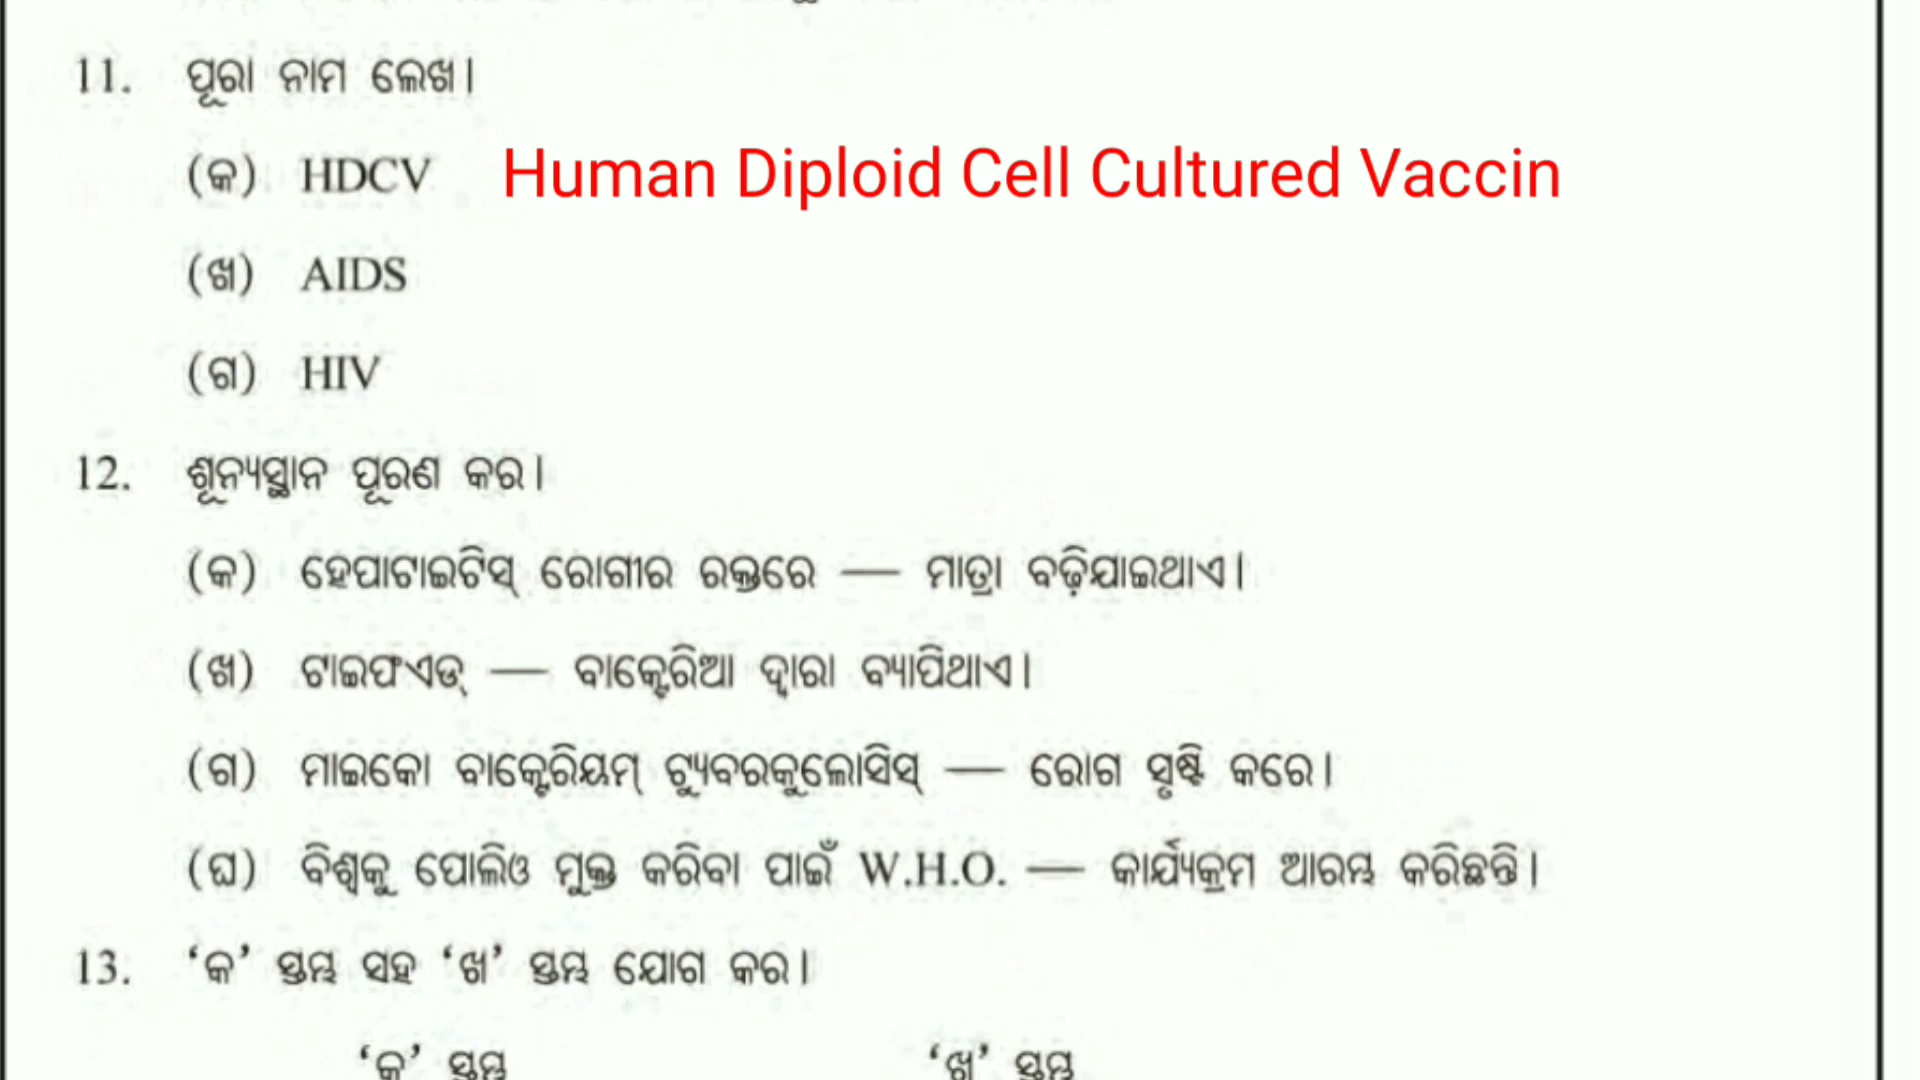 11. ପୂରା ନାମ ଲେଖ।
(କ) HDCV Human Diploid Cell Cultured Vaccin
(ଖ) AIDS
(ଗ) HIV
12. ଶୂନ୍ୟସ୍ଥାନ ପୂରଣ କର।
(କ) ହେପାଟାଇଟିସ୍ ରୋଗୀର ରକ୍ତରେ — ମାତ୍ରା ବଢ଼ିଯାଇଥାଏ।
(ଖ) ଟାଇଫଏଡ୍ — ବାକ୍ଟେରିଆ ଦ୍ୱାରା ବ୍ୟାପିଥାଏ।
(ଗ) ମାଇକୋ ବାକ୍ଟେରିୟମ୍ ଟ୍ୟୁବରକୁଲୋସିସ୍ — ରୋଗ ସୃଷ୍ଟି କରେ।
(ଘ) ବିଶ୍ୱକୁ ପୋଲିଓ ମୁକ୍ତ କରିବା ପାଇଁ W.H.O. — କାର୍ଯ୍ୟକ୍ରମ ଆରମ୍ଭ କରିଛନ୍ତି।
13. ‘କ’ ସ୍ତମ୍ଭ ସହ ‘ଖ’ ସ୍ତମ୍ଭ ଯୋଗ କର।
‘କ’ ସ୍ତମ୍ଭ ‘ଖ’ ସ୍ତମ୍ଭ